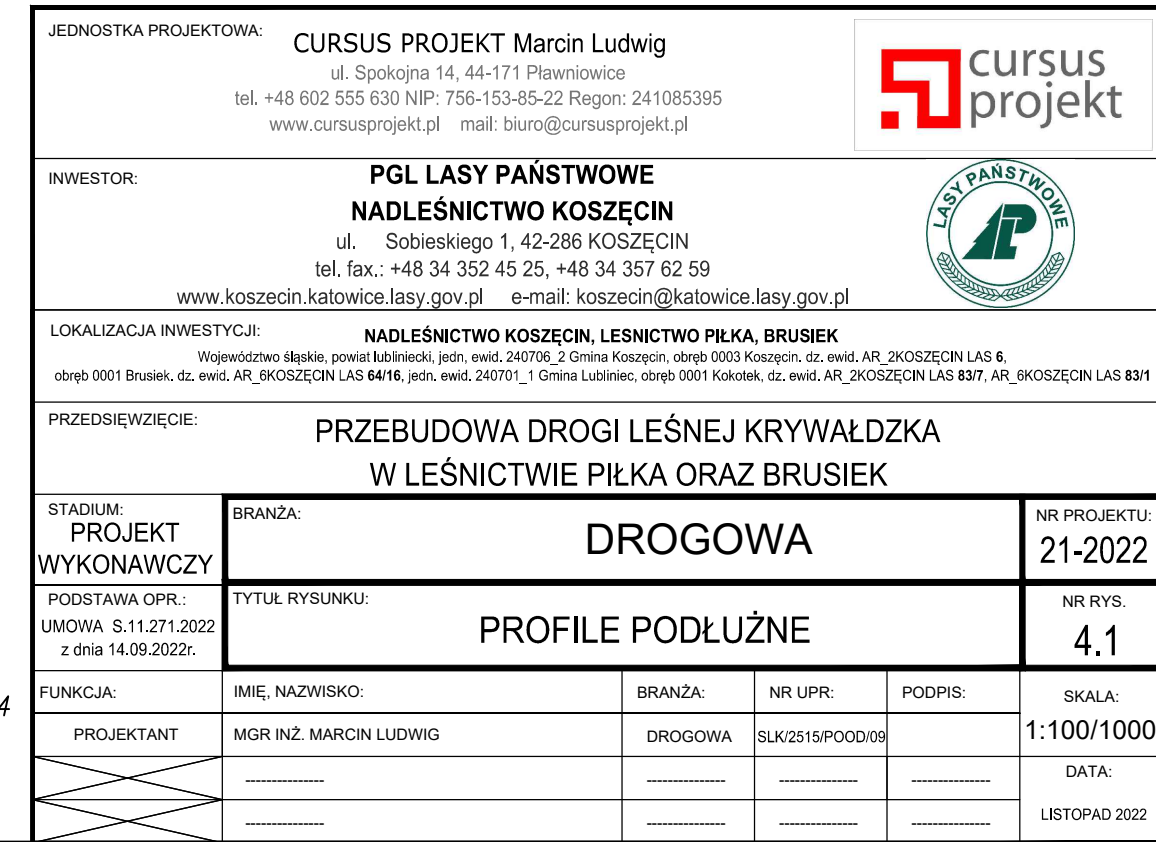 JEDNOSTKA PROJEKTOWA:
CURSUS PROJEKT Marcin Ludwig
ul. Spokojna 14, 44-171 Pławniowice
tel. +48 602 555 630 NIP: 756-153-85-22 Regon: 241085395
www.cursusprojekt.pl mail: biuro@cursusprojekt.pl
cursus
projekt
INWESTOR:
PGL LASY PAŃSTWOWE
NADLEŚNICTWO KOSZĘCIN
ul. Sobieskiego 1, 42-286 KOSZĘCIN
tel. fax.: +48 34 352 45 25, +48 34 357 62 59
www.koszecin.katowice.lasy.gov.pl e-mail: koszecin@katowice.lasy.gov.pl
LASY PAŃSTWOWE
LOKALIZACJA INWESTYCJI:
NADLEŚNICTWO KOSZĘCIN, LESNICTWO PIŁKA, BRUSIEK
Województwo śląskie, powiat lubliniecki, jedn, ewid. 240706_2 Gmina Koszęcin, obręb 0003 Koszęcin. dz. ewid. AR_2KOSZĘCIN LAS 6,
obręb 0001 Brusiek. dz. ewid. AR_6KOSZĘCIN LAS 64/16, jedn. ewid. 240701_1 Gmina Lubliniec, obręb 0001 Kokotek, dz. ewid. AR_2KOSZĘCIN LAS 83/7, AR_6KOSZĘCIN LAS 83/1
PRZEDSIĘWZIĘCIE:
PRZEBUDOWA DROGI LEŚNEJ KRYWAŁDZKA
W LEŚNICTWIE PIŁKA ORAZ BRUSIEK
STADIUM:
PROJEKT
WYKONAWCZY
BRANŻA:
DROGOWA
NR PROJEKTU:
21-2022
PODSTAWA OPR.:
UMOWA S.11.271.2022
z dnia 14.09.2022r.
TYTUŁ RYSUNKU:
PROFILE PODŁUŻNE
NR RYS.
4.1
4
FUNKCJA: IMIĘ, NAZWISKO: BRANŻA: NR UPR: PODPIS:
SKALA:
1:100/1000
PROJEKTANT MGR INŻ. MARCIN LUDWIG DROGOWA SLK/2515/POOD/09
--------------- --------------- --------------- ---------------
DATA:
LISTOPAD 2022
--------------- --------------- --------------- ---------------